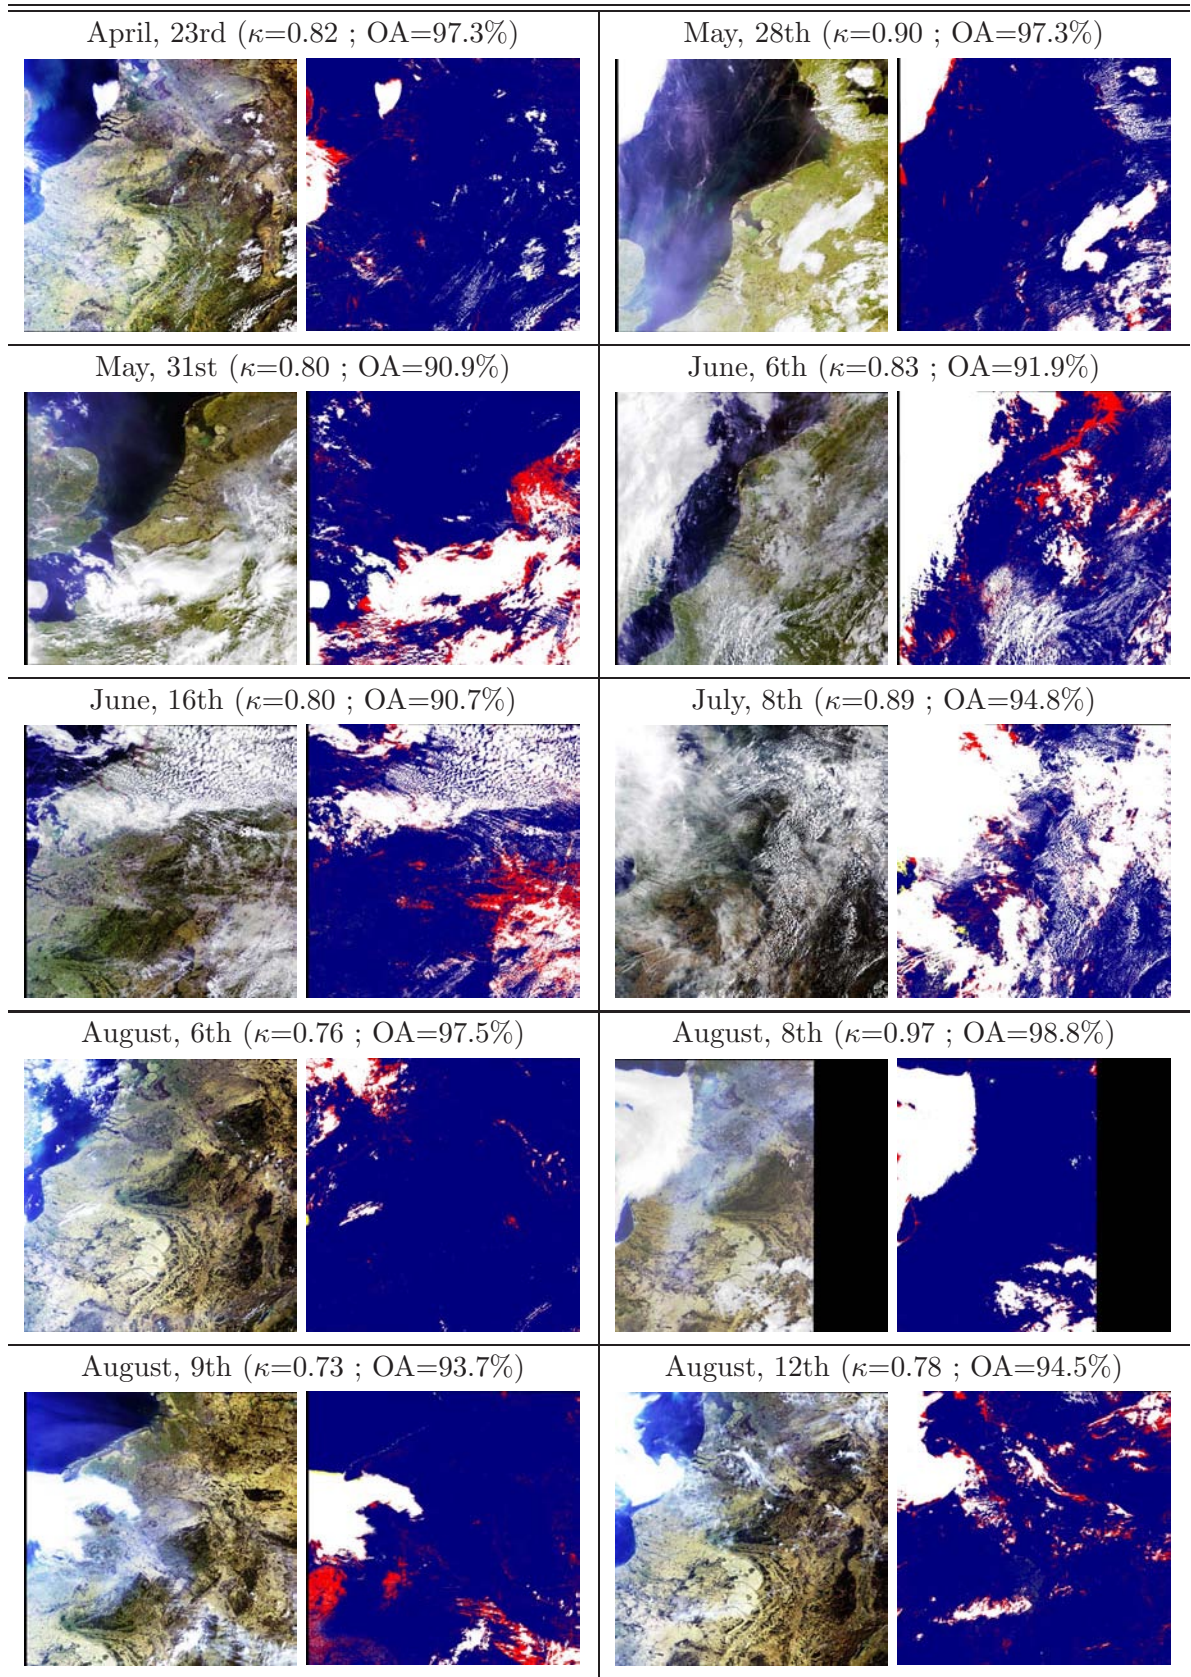 April, 23rd (κ=0.82 ; OA=97.3%)
May, 28th (κ=0.90 ; OA=97.3%)
May, 31st (κ=0.80 ; OA=90.9%)
June, 6th (κ=0.83 ; OA=91.9%)
June, 16th (κ=0.80 ; OA=90.7%)
July, 8th (κ=0.89 ; OA=94.8%)
August, 6th (κ=0.76 ; OA=97.5%)
August, 8th (κ=0.97 ; OA=98.8%)
August, 9th (κ=0.73 ; OA=93.7%)
August, 12th (κ=0.78 ; OA=94.5%)